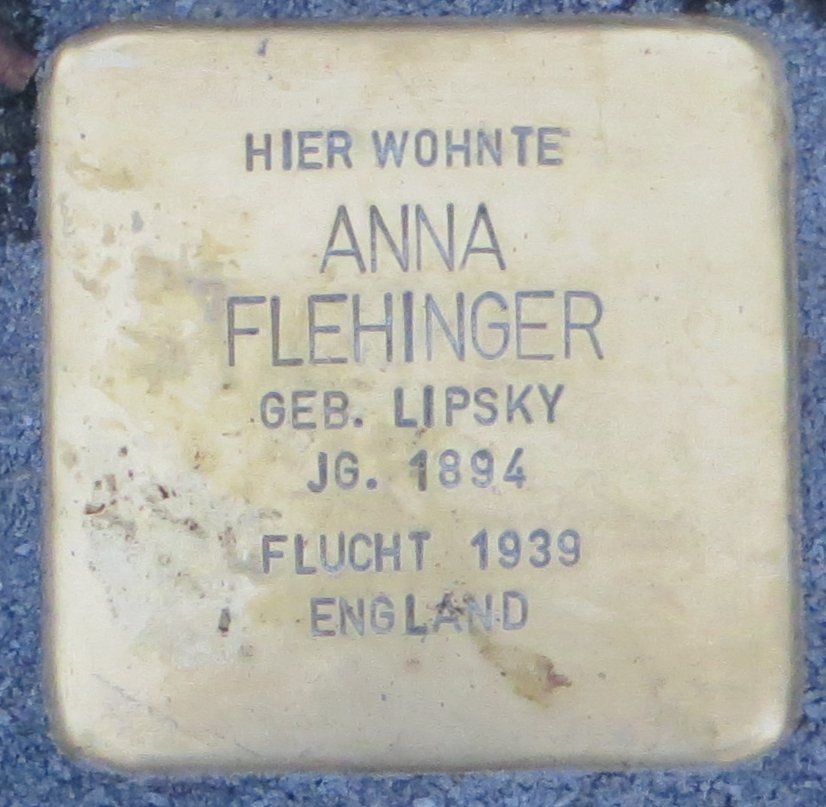 HIER WOHNTE
ANNA
FLEHINGER
GEB. LIPSKY
JG. 1894
FLUCHT 1939
ENGLAND